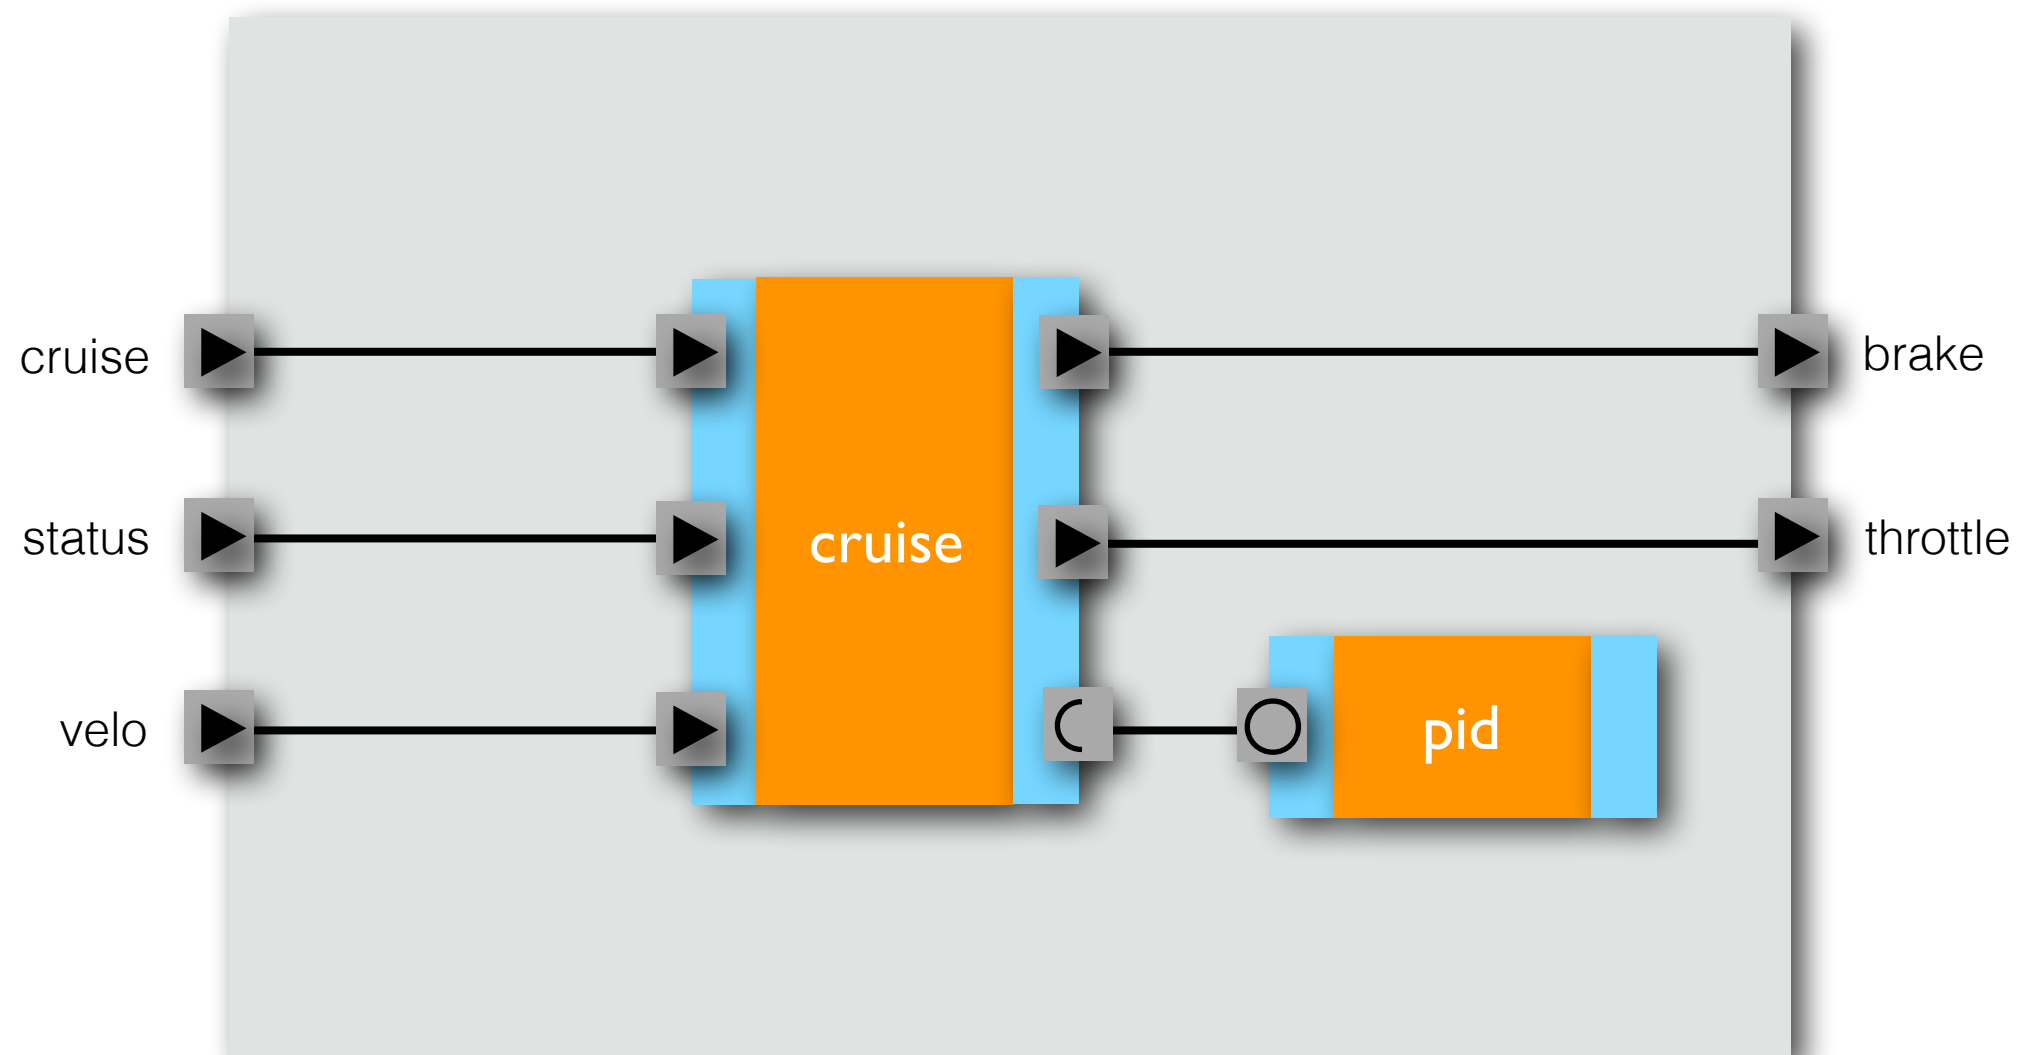 cruise
brake
status
cruise
throttle
velo
pid